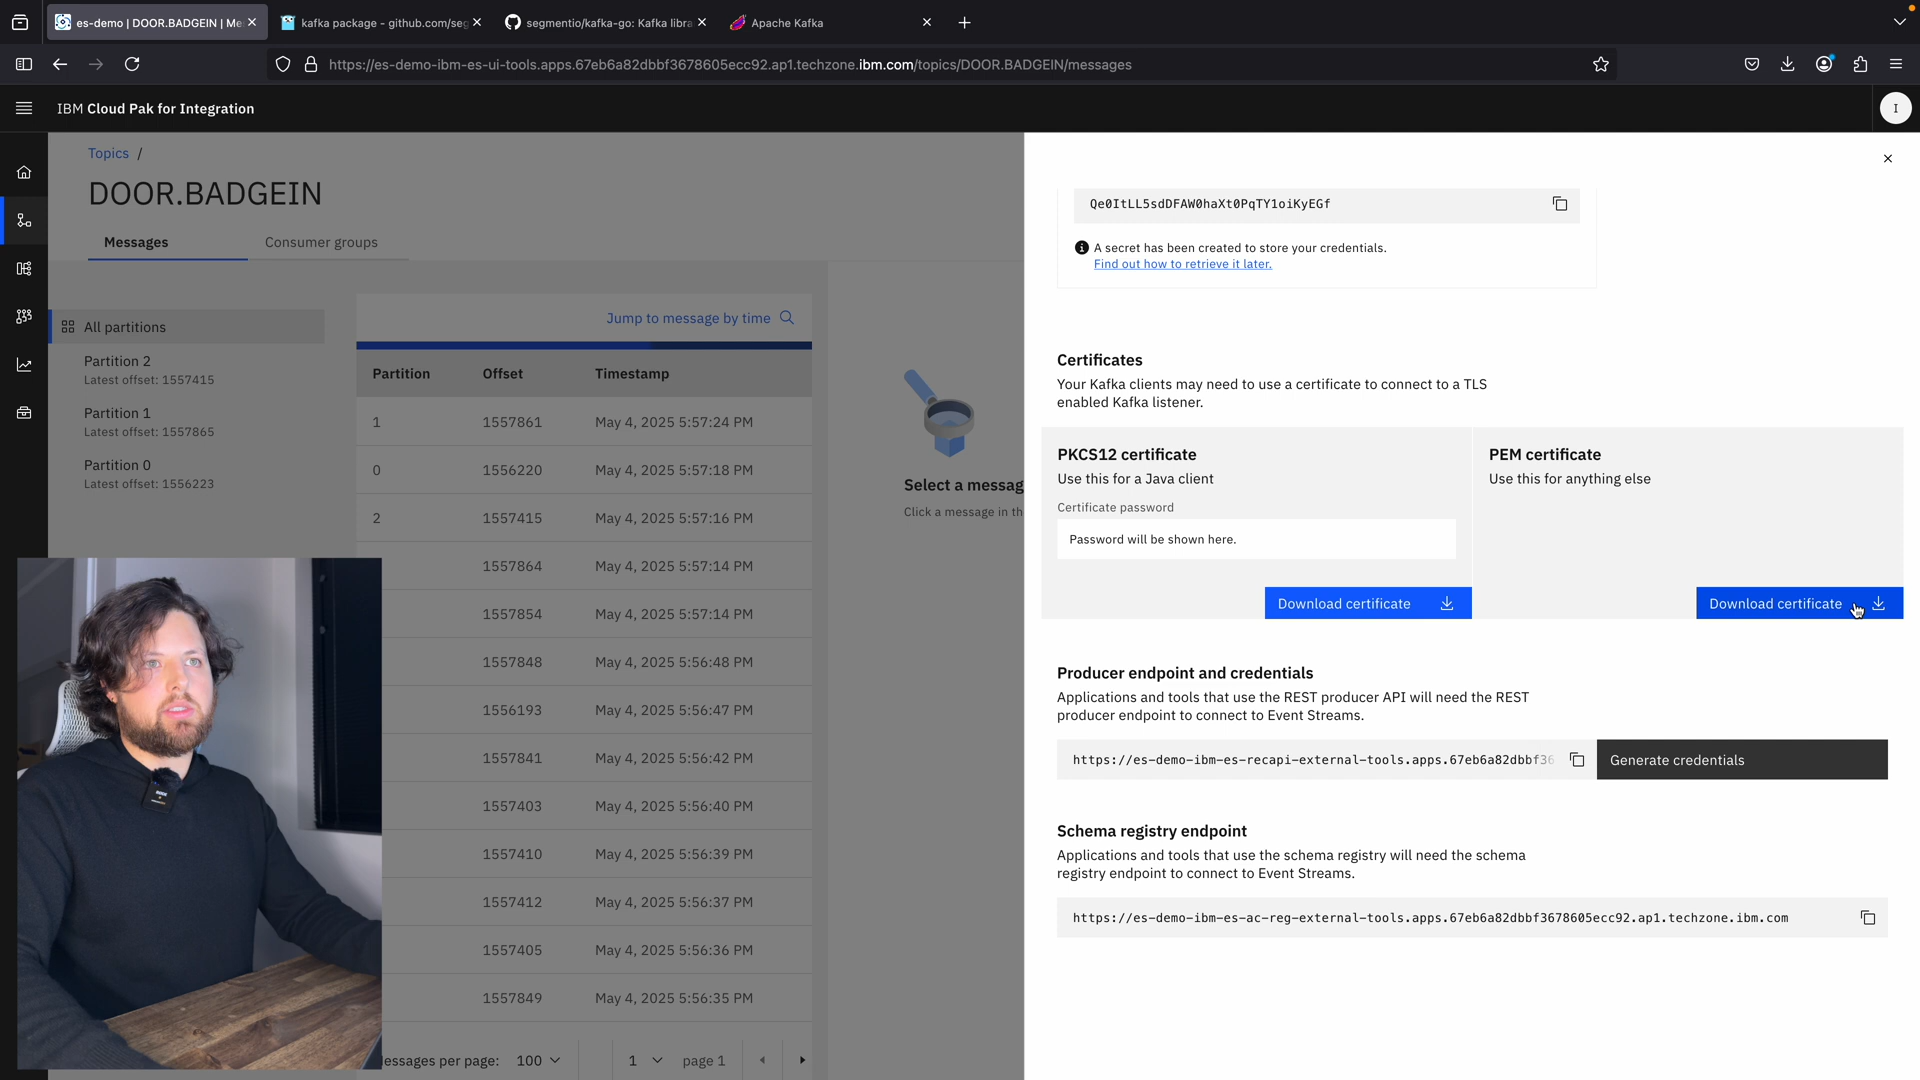 es-demo | DOOR.BADGEIN | Me
kafka package - github.com/seg
segmentio/kafka-go: Kafka libra
Apache Kafka
https://es-demo-ibm-es-ui-tools.apps.67eb6a82dbbf3678605ecc92.ap1.techzone.ibm.com/topics/DOOR.BADGEIN/messages
IBM Cloud Pak for Integration
I
Topics /
DOOR.BADGEIN
Messages
Consumer groups
All partitions
Partition 2
Latest offset: 1557415
Partition 1
Latest offset: 1557865
Partition 0
Latest offset: 1556223
Jump to message by time
Partition Offset Timestamp
1 1557861 May 4, 2025 5:57:24 PM
0 1556220 May 4, 2025 5:57:18 PM
2 1557415 May 4, 2025 5:57:16 PM
1557864 May 4, 2025 5:57:14 PM
1557854 May 4, 2025 5:57:14 PM
1557848 May 4, 2025 5:56:48 PM
1556193 May 4, 2025 5:56:47 PM
1557841 May 4, 2025 5:56:42 PM
1557403 May 4, 2025 5:56:40 PM
1557410 May 4, 2025 5:56:39 PM
1557412 May 4, 2025 5:56:37 PM
1557405 May 4, 2025 5:56:36 PM
1557849 May 4, 2025 5:56:35 PM
essages per page: 100
1 page 1
Select a messag
Click a message in th
Qe0ItLL5sdDFAW0haXt0PqTY1oiKyEGf
A secret has been created to store your credentials.
Find out how to retrieve it later.
Certificates
Your Kafka clients may need to use a certificate to connect to a TLS
enabled Kafka listener.
PKCS12 certificate
Use this for a Java client
Certificate password
Password will be shown here.
Download certificate
PEM certificate
Use this for anything else
Download certificate
Producer endpoint and credentials
Applications and tools that use the REST producer API will need the REST
producer endpoint to connect to Event Streams.
https://es-demo-ibm-es-recapi-external-tools.apps.67eb6a82dbbf36
Generate credentials
Schema registry endpoint
Applications and tools that use the schema registry will need the schema
registry endpoint to connect to Event Streams.
https://es-demo-ibm-es-ac-reg-external-tools.apps.67eb6a82dbbf3678605ecc92.ap1.techzone.ibm.com